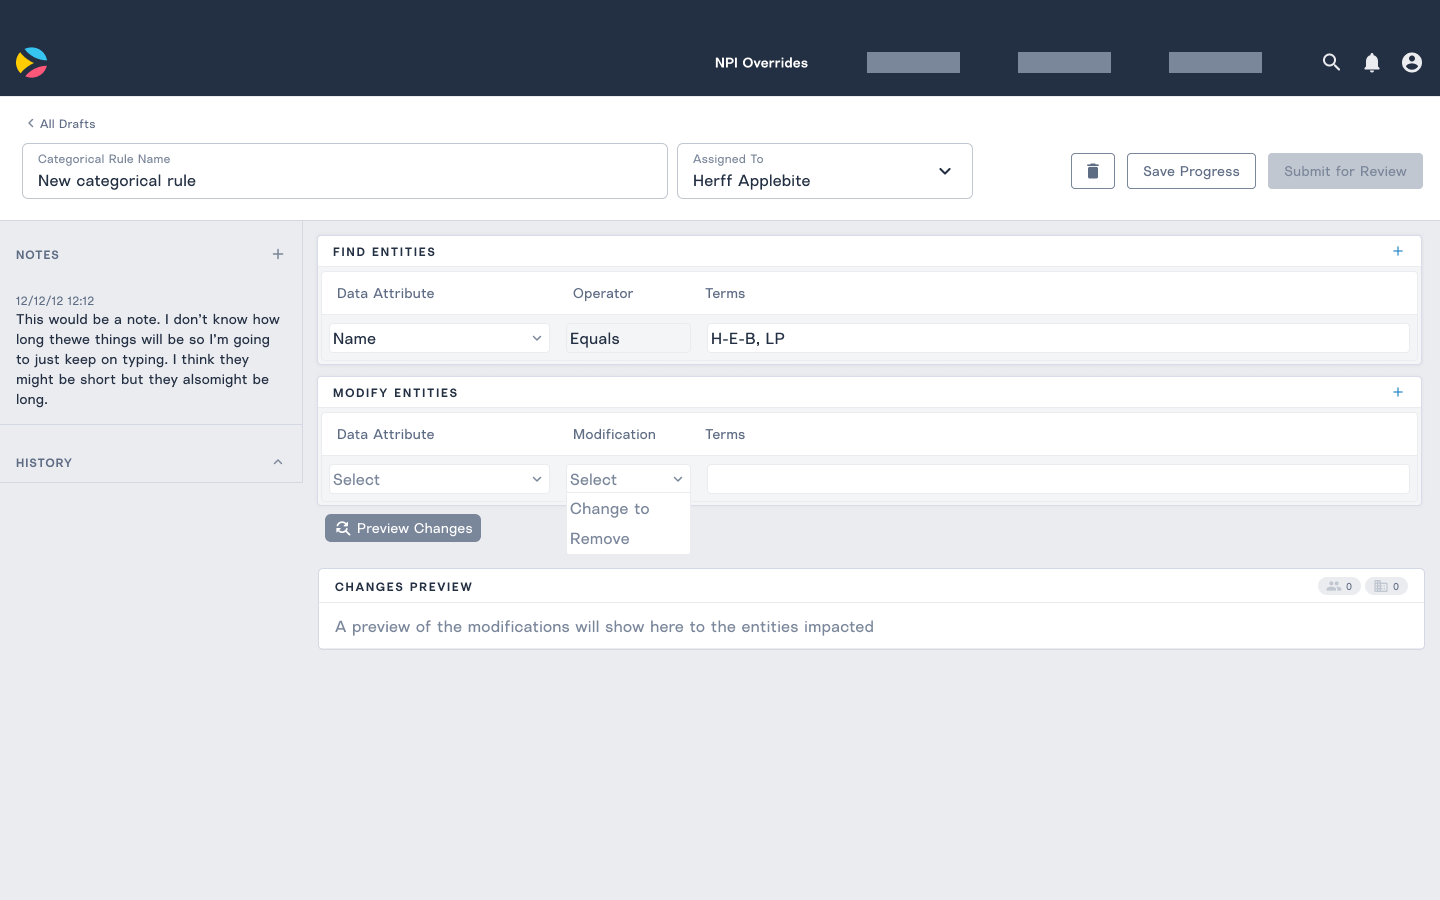 NPI Overrides
All Drafts
Categorical Rule Name
New categorical rule
Assigned To
Herff Applebite
Save Progress
Submit for Review
NOTES
12/12/12 12:12
This would be a note. I don't know how
long thewe things will be so I'm going
to just keep on typing. I think they
might be short but they alsomight be
long.
HISTORY
FIND ENTITIES
Data Attribute Operator Terms
Name Equals H-E-B, LP
MODIFY ENTITIES
Data Attribute Modification Terms
Select Select
Change to
Remove
Preview Changes
CHANGES PREVIEW 0 0
A preview of the modifications will show here to the entities impacted